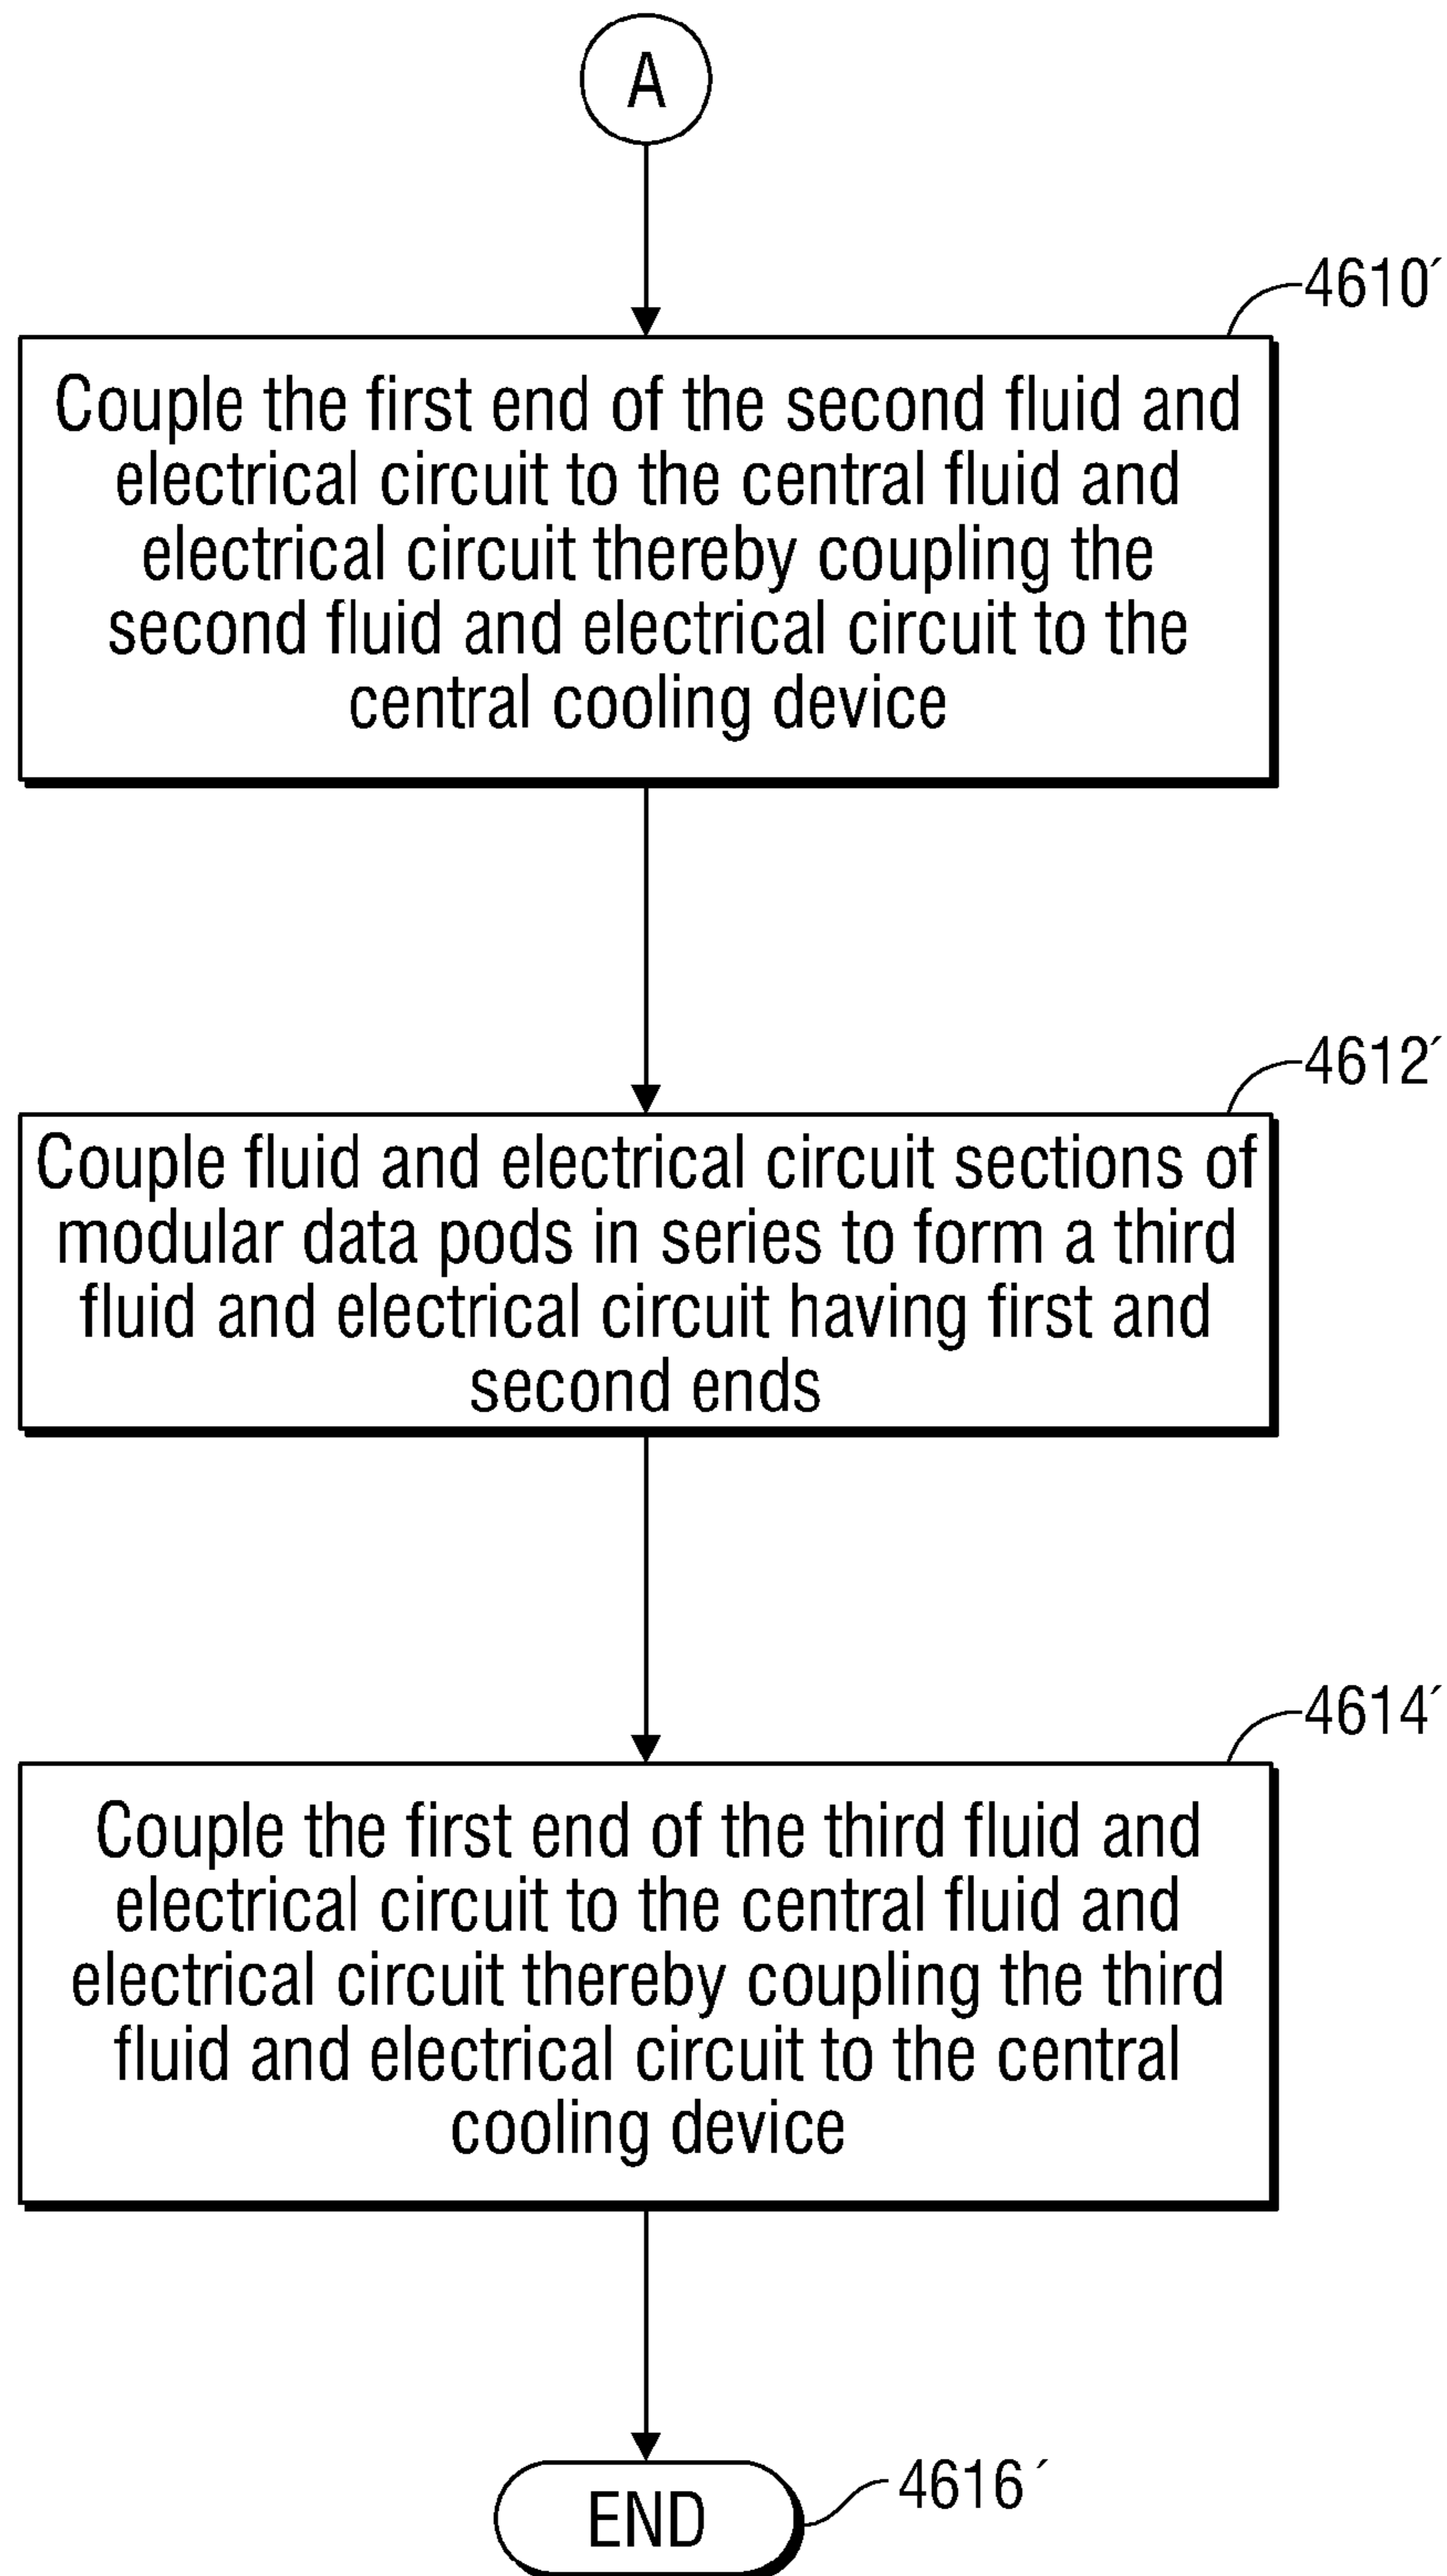 A
4610´
Couple the first end of the second fluid and
electrical circuit to the central fluid and
electrical circuit thereby coupling the
second fluid and electrical circuit to the
central cooling device
4612´
Couple fluid and electrical circuit sections of
modular data pods in series to form a third
fluid and electrical circuit having first and
second ends
4614´
Couple the first end of the third fluid and
electrical circuit to the central fluid and
electrical circuit thereby coupling the third
fluid and electrical circuit to the central
cooling device
END
4616´